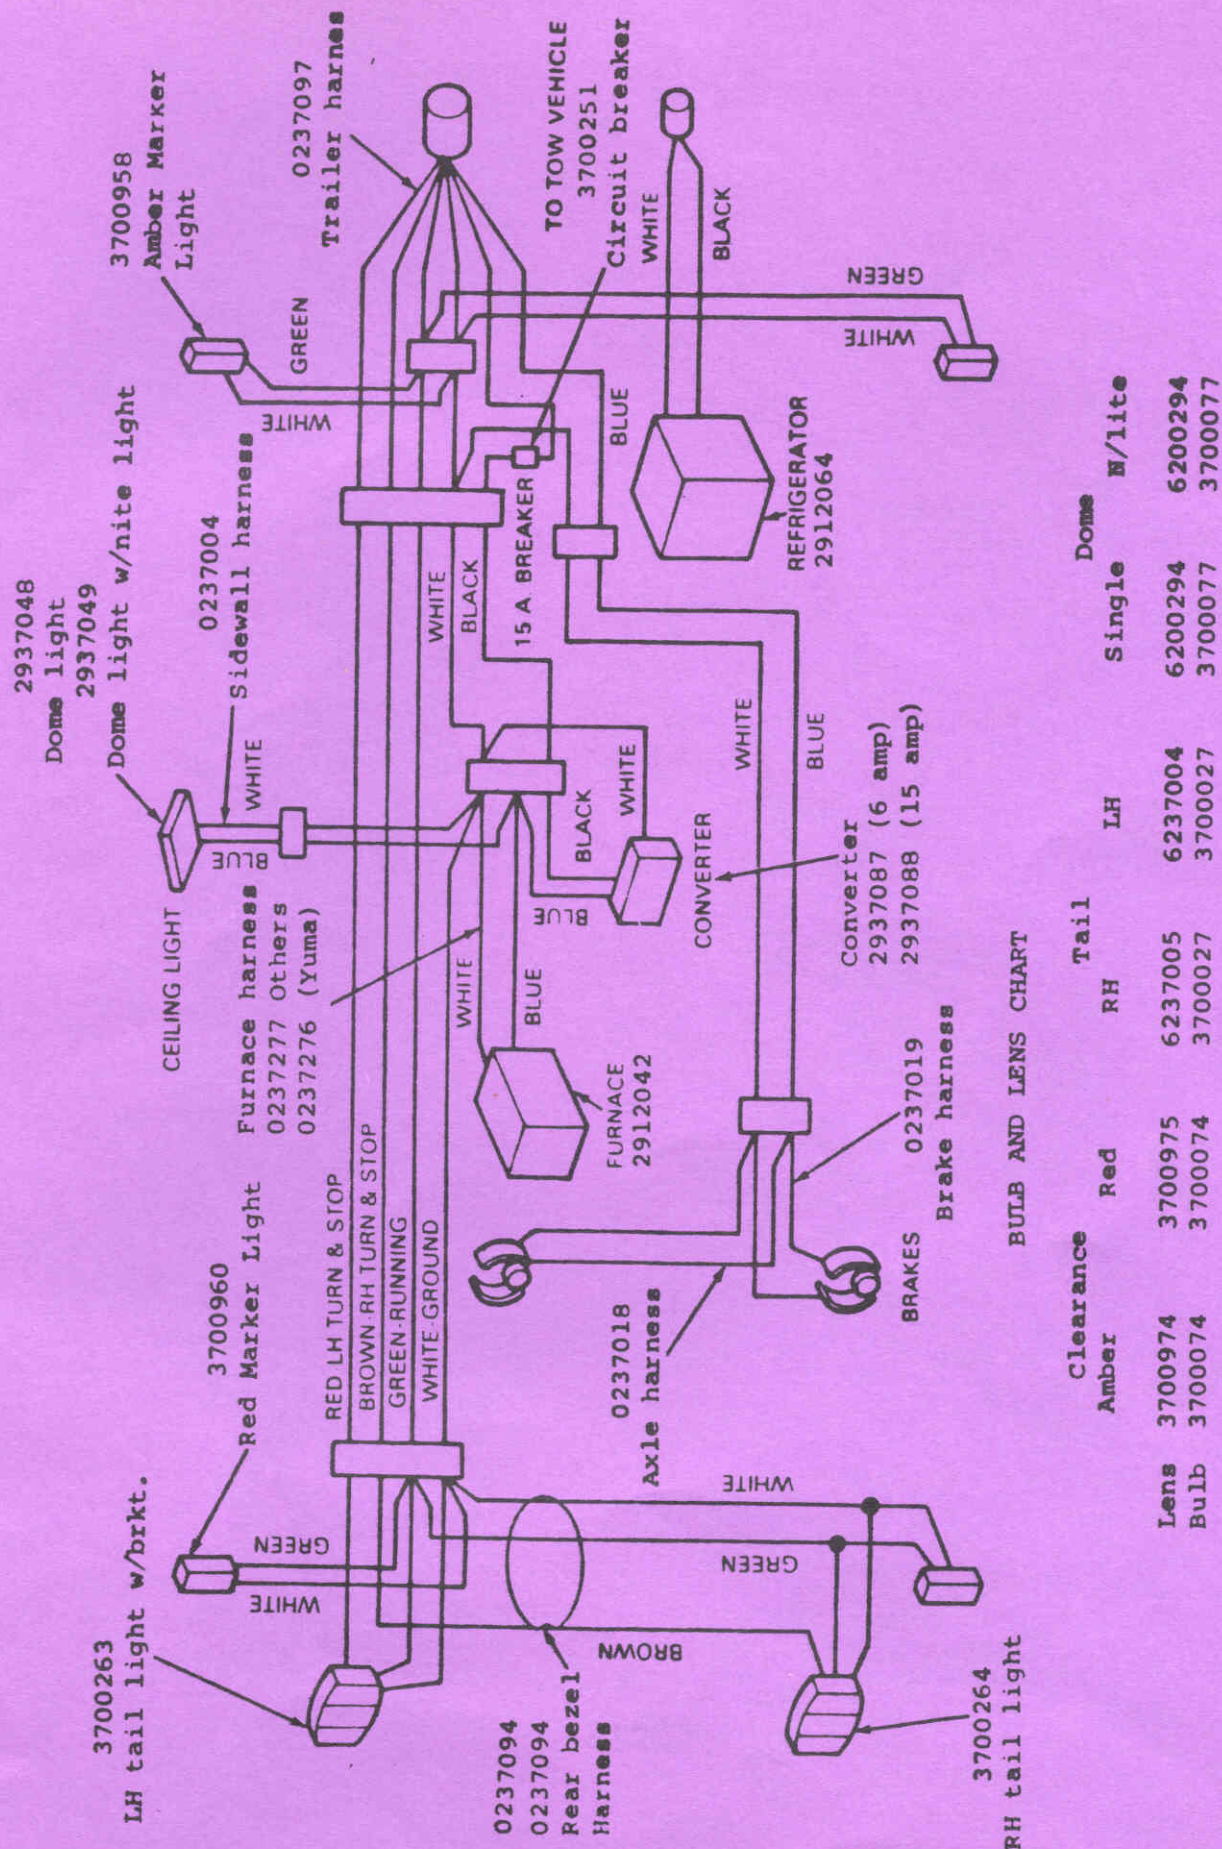 3700263
LH tail light w/brkt.
3700960
Red Marker Light
2937048
Dome light
2937049
Dome light w/nite light
0237004
Sidewall harness
3700958
Amber Marker
Light
0237097
Trailer harnes
CEILING LIGHT
BLUE
WHITE
WHITE
GREEN
Furnace harness
0237277 Others
0237276 (Yuma)
WHITE
GREEN
RED LH TURN & STOP
BROWN-RH TURN & STOP
GREEN-RUNNING
WHITE-GROUND
WHITE
BLACK
WHITE
BLUE
FURNACE
2912042
BLUE
BLACK
WHITE
CONVERTER
15 A BREAKER
BLUE
TO TOW VEHICLE
3700251
Circuit breaker
WHITE
BLACK
REFRIGERATOR
2912064
WHITE
GREEN
0237094
0237094
Rear bezel
Harness
BROWN
GREEN
WHITE
0237018
Axle harness
WHITE
BLUE
Converter
2937087 (6 amp)
2937088 (15 amp)
BRAKES
0237019
Brake harness
3700264
RH tail light
BULB AND LENS CHART
Clearance Tail Dome
Amber Red RH LH Single N/lite
Lens 3700974 3700975 6237005 6237004 6200294 6200294
Bulb 3700074 3700074 3700027 3700027 3700077 3700077